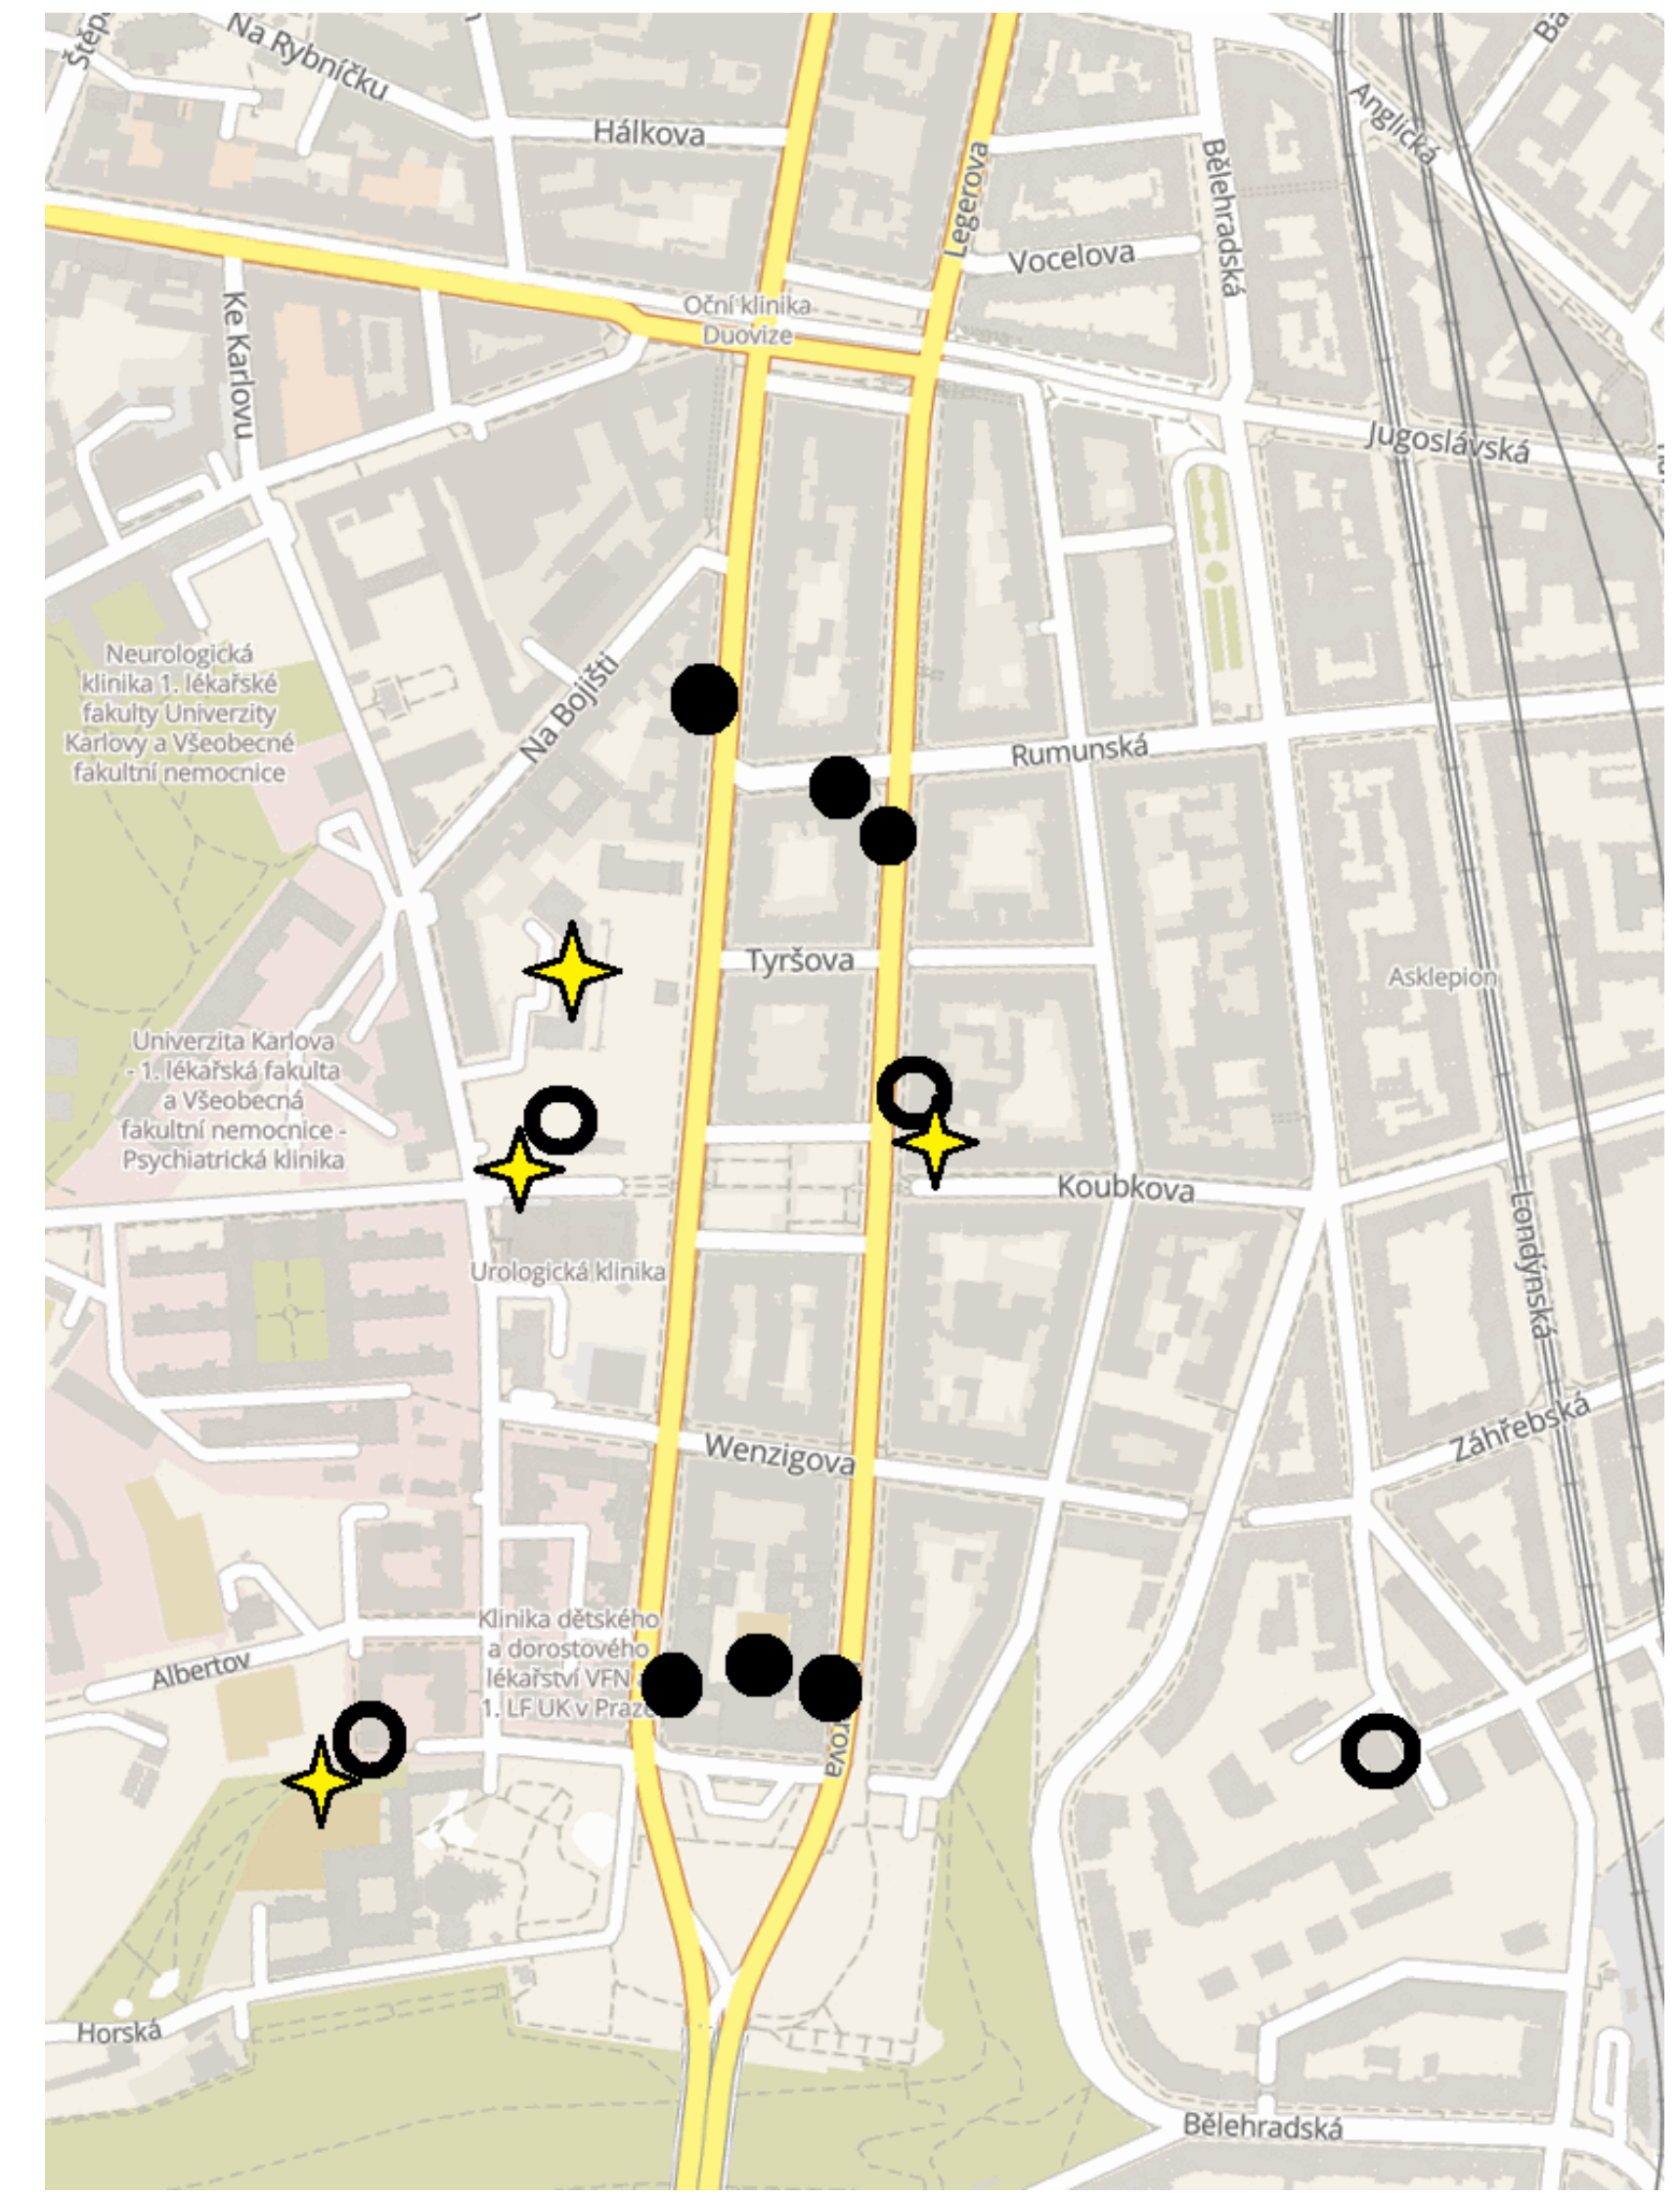 Na Rybníčku
Hálkova
Anglická
Legerova
Bělehradská
Vocelova
Ke Karlovu
Oční klinika
Duovize
Jugoslávská
Neurologická
klinika 1. lékařské
fakulty Univerzity
Karlovy a Všeobecné
fakultní nemocnice
Na Bojišti
Rumunská
Tyršova
Asklepion
Univerzita Karlova
- 1. lékařská fakulta
a Všeobecná
fakultní nemocnice -
Psychiatrická klinika
Koubkova
Londýnská
Urologická klinika
Wenzigova
Záhřebská
Klinika dětského
a dorostového
lékařství VFN
1. LF UK v Praze
Albertov
rova
Horská
Bělehradská